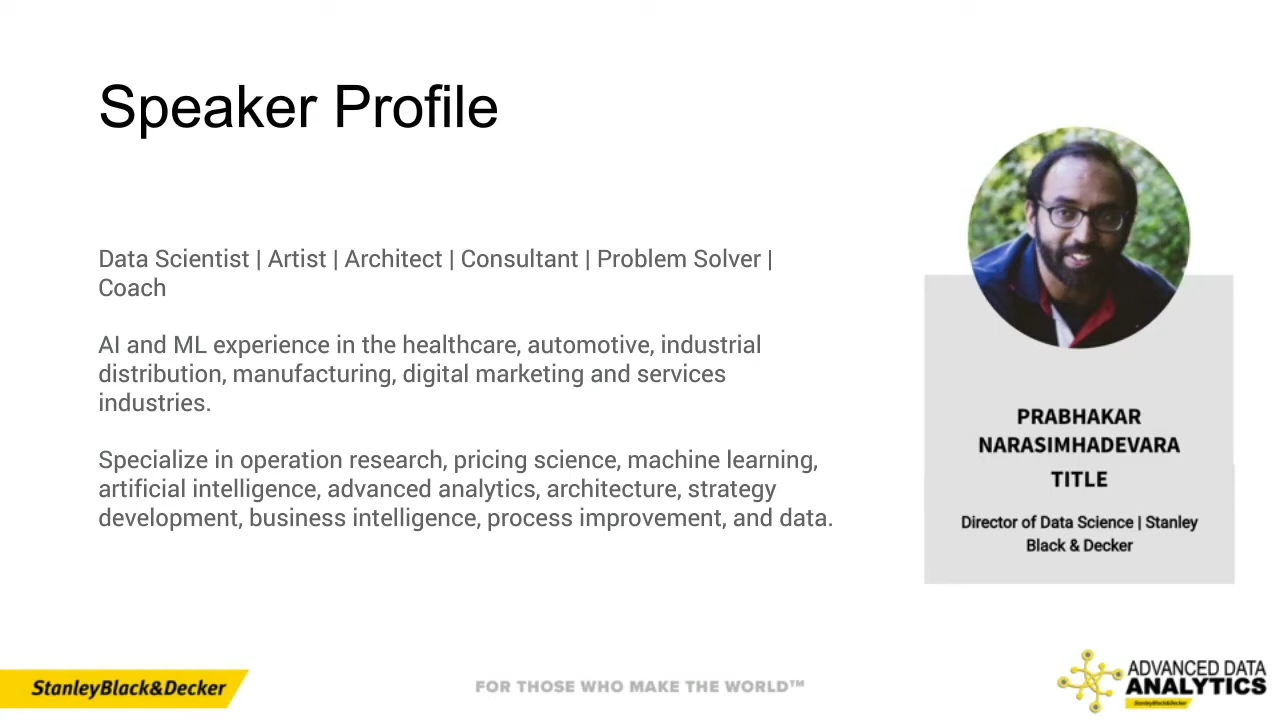 Speaker Profile
Data Scientist | Artist | Architect | Consultant | Problem Solver |
Coach
AI and ML experience in the healthcare, automotive, industrial
distribution, manufacturing, digital marketing and services
industries.
Specialize in operation research, pricing science, machine learning,
artificial intelligence, advanced analytics, architecture, strategy
development, business intelligence, process improvement, and data.
PRABHAKAR
NARASIMHADEVARA
TITLE
Director of Data Science | Stanley
Black & Decker
StanleyBlack&Decker
FOR THOSE WHO MAKE THE WORLD™
ADVANCED DATA
ANALYTICS
StanleyBlack&Decker